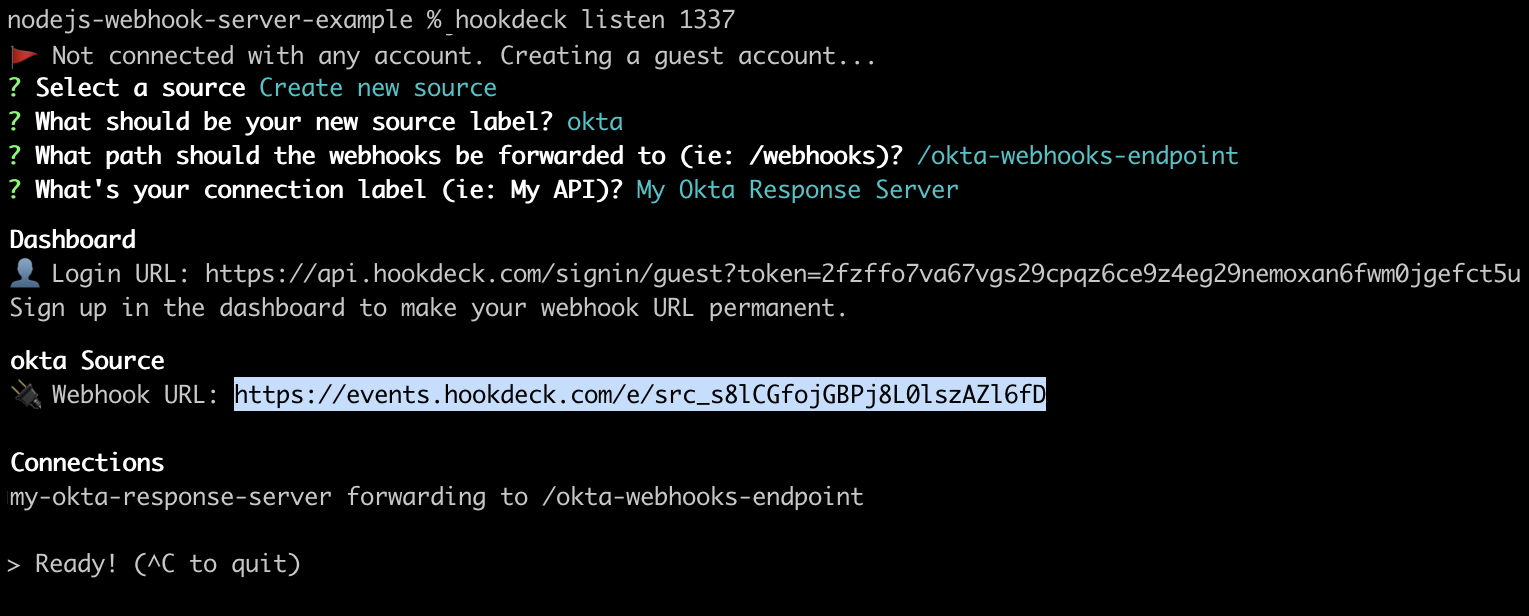 nodejs-webhook-server-example % hookdeck listen 1337
🚩 Not connected with any account. Creating a guest account...
? Select a source Create new source
? What should be your new source label? okta
? What path should the webhooks be forwarded to (ie: /webhooks)? /okta-webhooks-endpoint
? What's your connection label (ie: My API)? My Okta Response Server
Dashboard
👤 Login URL: https://api.hookdeck.com/signin/guest?token=2fzffo7va67vgs29cpqz6ce9z4eg29nemoxan6fwm0jgefct5u
Sign up in the dashboard to make your webhook URL permanent.
okta Source
🔌 Webhook URL: https://events.hookdeck.com/e/src_s8lCGfojGBPj8L0lszAZl6fD
Connections
my-okta-response-server forwarding to /okta-webhooks-endpoint
> Ready! (^C to quit)